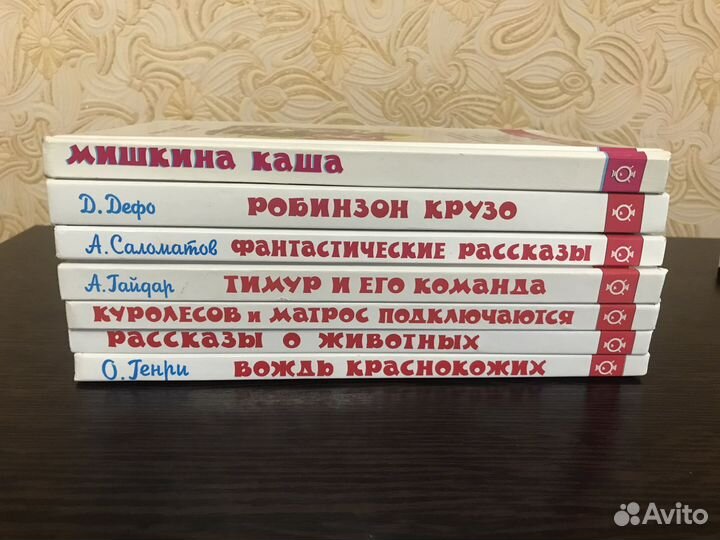 МИШКИНА КАША
Д. Дефо РОБИНЗОН КРУЗО
А. Саломатов ФАНТАСТИЧЕСКИЕ РАССКАЗЫ
А. Гайдар ТИМУР И ЕГО КОМАНДА
КУРОЛЕСОВ и МАТРОС ПОДКЛЮЧАЮТСЯ
РАССКАЗЫ О ЖИВОТНЫХ
О. Генри ВОЖДЬ КРАСНОКОЖИХ
Avito